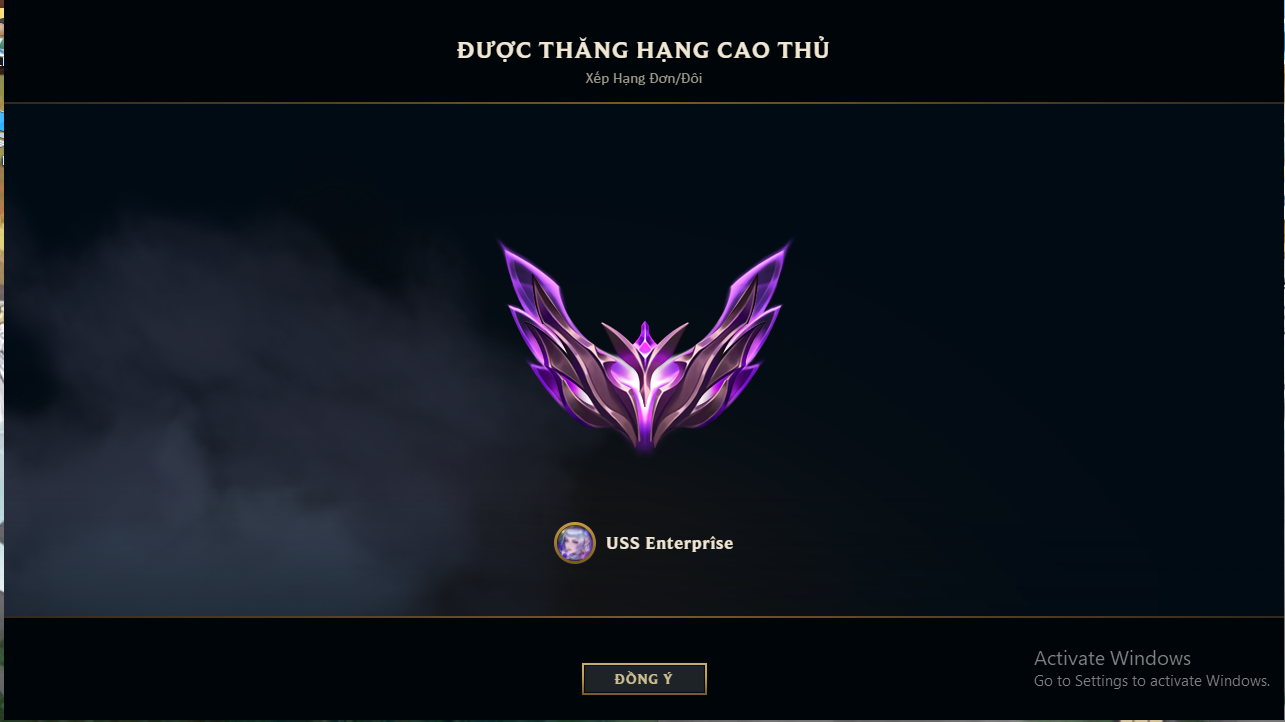 ĐƯỢC THĂNG HẠNG CAO THỦ
Xếp Hạng Đơn/Đôi
USS Enterprîse
ĐỒNG Ý
Activate Windows
Go to Settings to activate Windows.